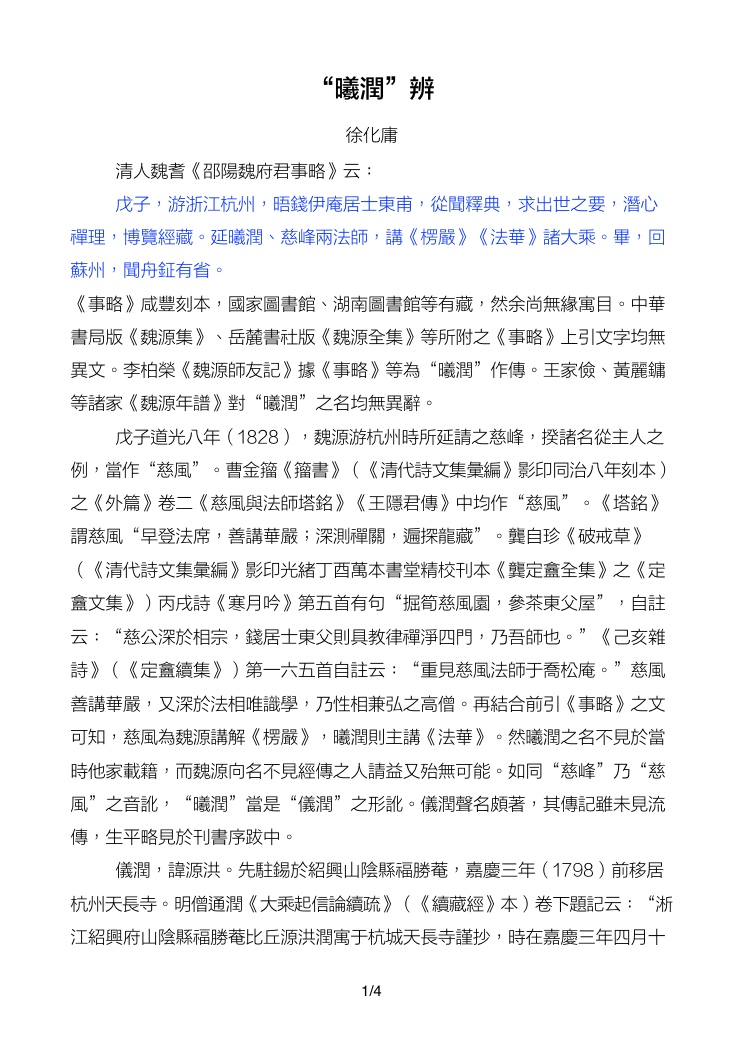 “曦潤”辨
徐化庸
清人魏耆《邵陽魏府君事略》云：
戊子，游浙江杭州，晤錢伊庵居士東甫，從聞釋典，求出世之要，潛心
禪理，博覽經藏。延曦潤、慈峰兩法師，講《楞嚴》《法華》諸大乘。畢，回
蘇州，聞舟鉦有省。
《事略》咸豐刻本，國家圖書館、湖南圖書館等有藏，然余尚無緣寓目。中華
書局版《魏源集》、岳麓書社版《魏源全集》等所附之《事略》上引文字均無
異文。李柏榮《魏源師友記》據《事略》等為“曦潤”作傳。王家儉、黃麗鏞
等諸家《魏源年譜》對“曦潤”之名均無異辭。
戊子道光八年（1828），魏源游杭州時所延請之慈峰，揆諸名從主人之
例，當作“慈風”。曹金籀《籀書》（《清代詩文集彙編》影印同治八年刻本）
之《外篇》卷二《慈風與法師塔銘》《王隱君傳》中均作“慈風”。《塔銘》
謂慈風“早登法席，善講華嚴；深測禪關，遍探龍藏”。龔自珍《破戒草》
（《清代詩文集彙編》影印光緒丁酉萬本書堂精校刊本《龔定盦全集》之《定
盦文集》）丙戌詩《寒月吟》第五首有句“掘筍慈風園，參茶東父屋”，自註
云：“慈公深於相宗，錢居士東父則具教律禪淨四門，乃吾師也。”《己亥雜
詩》（《定盦續集》）第一六五首自註云：“重見慈風法師于喬松庵。”慈風
善講華嚴，又深於法相唯識學，乃性相兼弘之高僧。再結合前引《事略》之文
可知，慈風為魏源講解《楞嚴》，曦潤則主講《法華》。然曦潤之名不見於當
時他家載籍，而魏源向名不見經傳之人請益又殆無可能。如同“慈峰”乃“慈
風”之音訛，“曦潤”當是“儀潤”之形訛。儀潤聲名頗著，其傳記雖未見流
傳，生平略見於刊書序跋中。
儀潤，諱源洪。先駐錫於紹興山陰縣福勝菴，嘉慶三年（1798）前移居
杭州天長寺。明僧通潤《大乘起信論續疏》（《續藏經》本）卷下題記云：“浙
江紹興府山陰縣福勝菴比丘源洪潤寓于杭城天長寺謹抄，時在嘉慶三年四月十
1/4